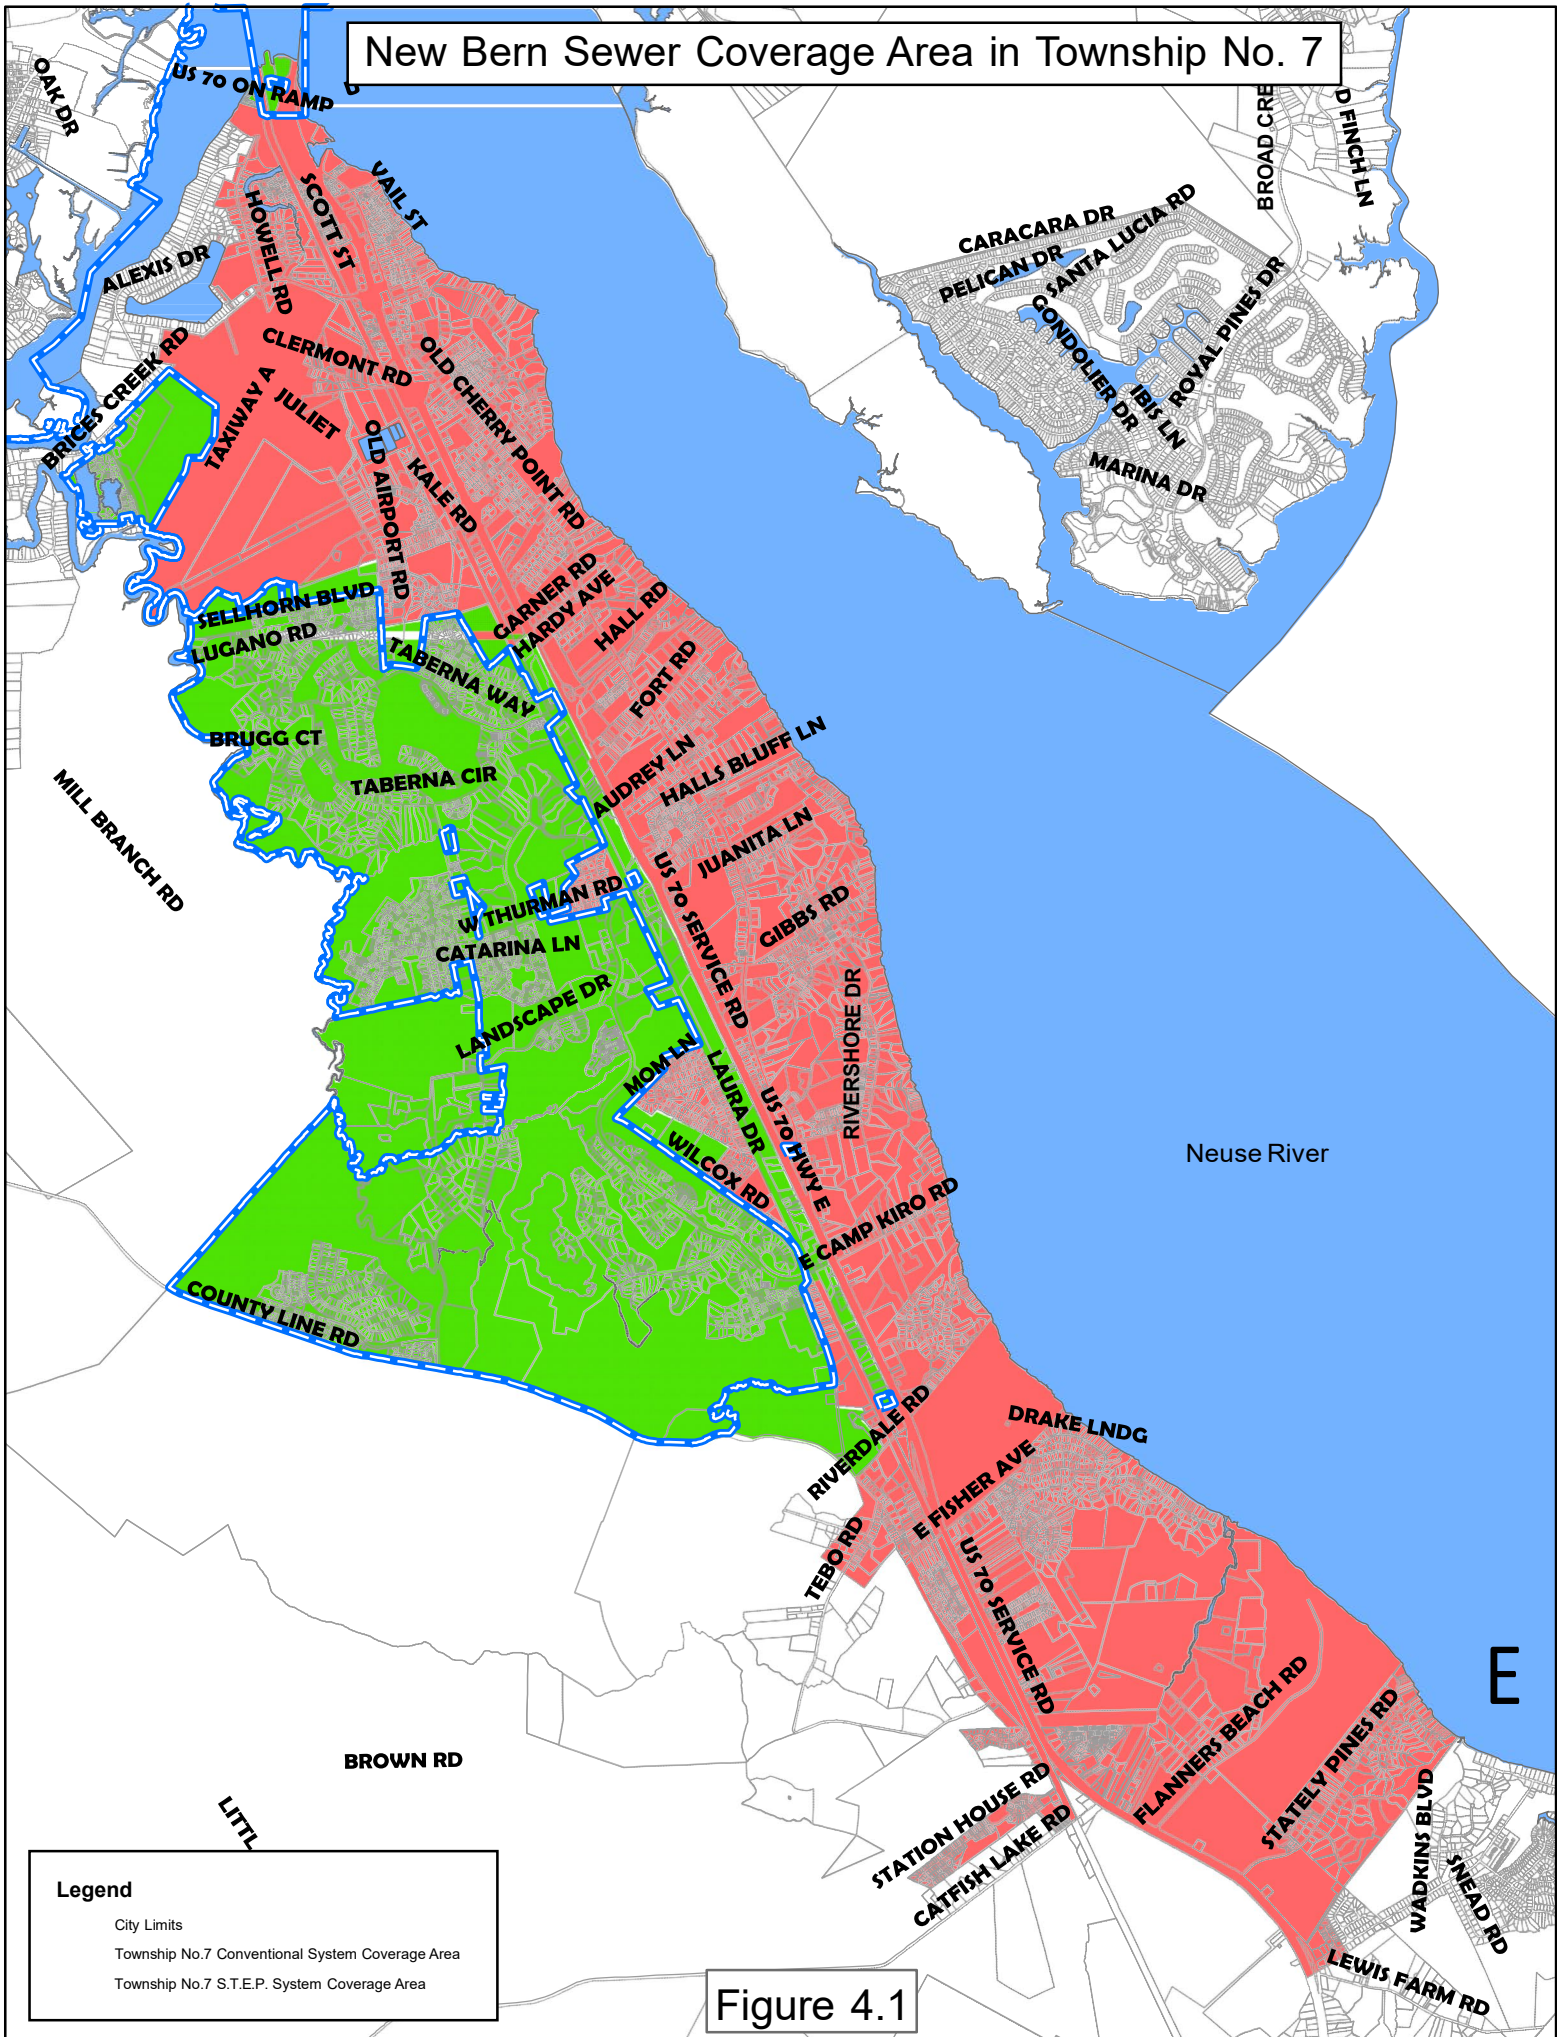 New Bern Sewer Coverage Area in Township No. 7
OAK DR
US 70 ON RAMP
BROAD CRE
D FINCH LN
VAIL ST
SCOTT ST
HOWELL RD
ALEXIS DR
CARACARA DR
SANTA LUCIA RD
PELICAN DR
GONDOLIER DR
ROYAL PINES DR
IBIS LN
MARINA DR
BRICES CREEK RD
CLERMONT RD
TAXIWAY A
JULIET
OLD CHERRY POINT RD
OLD AIRPORT RD
KALE RD
GARNER RD
HARDY AVE
HALL RD
SELLHORN BLVD
LUGANO RD
TABERNA WAY
FORT RD
BRUGG CT
TABERNA CIR
AUDREY LN
HALLS BLUFF LN
MILL BRANCH RD
JUANITA LN
US 70 SERVICE RD
W THURMAN RD
GIBBS RD
CATARINA LN
LANDSCAPE DR
RIVERSHORE DR
MOM LN
LAURA DR
US 70 HWY E
WILCOX RD
Neuse River
E CAMP KIRO RD
COUNTY LINE RD
RIVERDALE RD
DRAKE LNDG
E FISHER AVE
TEBO RD
US 70 SERVICE RD
E
FLANNERS BEACH RD
STATELY PINES RD
BROWN RD
LITTL
STATION HOUSE RD
CATFISH LAKE RD
WADKINS BLVD
SNEAD RD
LEWIS FARM RD
Legend
City Limits
Township No.7 Conventional System Coverage Area
Township No.7 S.T.E.P. System Coverage Area
Figure 4.1